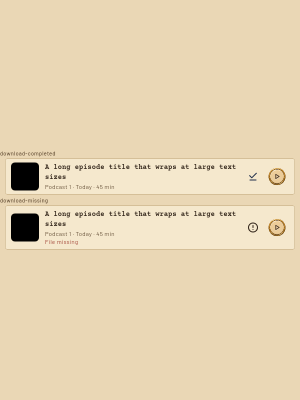 download-completed
A long episode title that wraps at large text
sizes
Podcast 1 · Today · 45 min
download-missing
A long episode title that wraps at large text
sizes
Podcast 1 · Today · 45 min
File missing